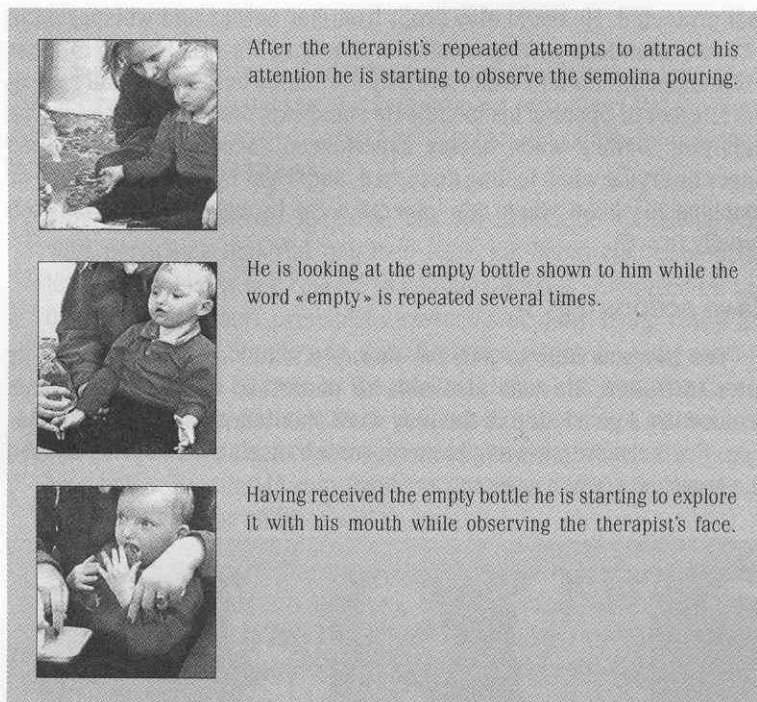 After the therapist's repeated attempts to attract his
attention he is starting to observe the semolina pouring.
He is looking at the empty bottle shown to him while the
word «empty» is repeated several times.
Having received the empty bottle he is starting to explore
it with his mouth while observing the therapist's face.